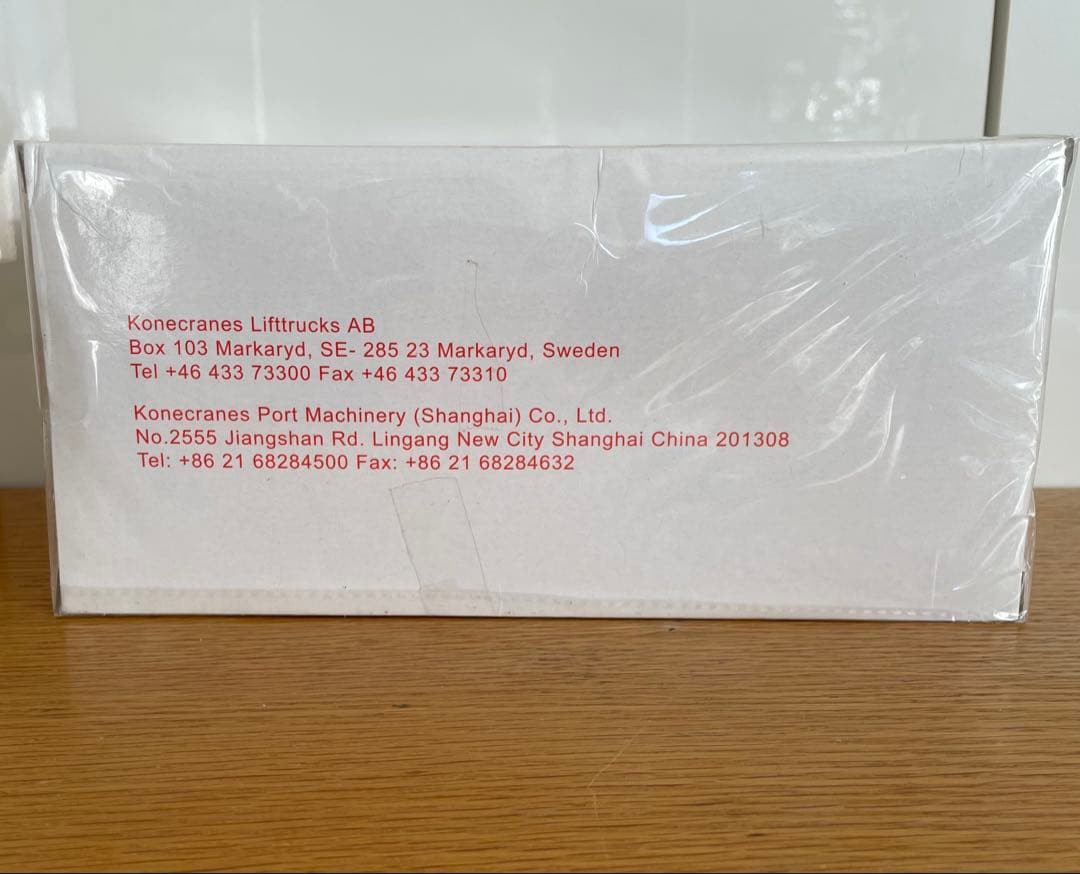 Konecranes Lifttrucks AB
Box 103 Markaryd, SE- 285 23 Markaryd, Sweden
Tel +46 433 73300 Fax +46 433 73310
Konecranes Port Machinery (Shanghai) Co., Ltd.
No.2555 Jiangshan Rd. Lingang New City Shanghai China 201308
Tel: +86 21 68284500 Fax: +86 21 68284632